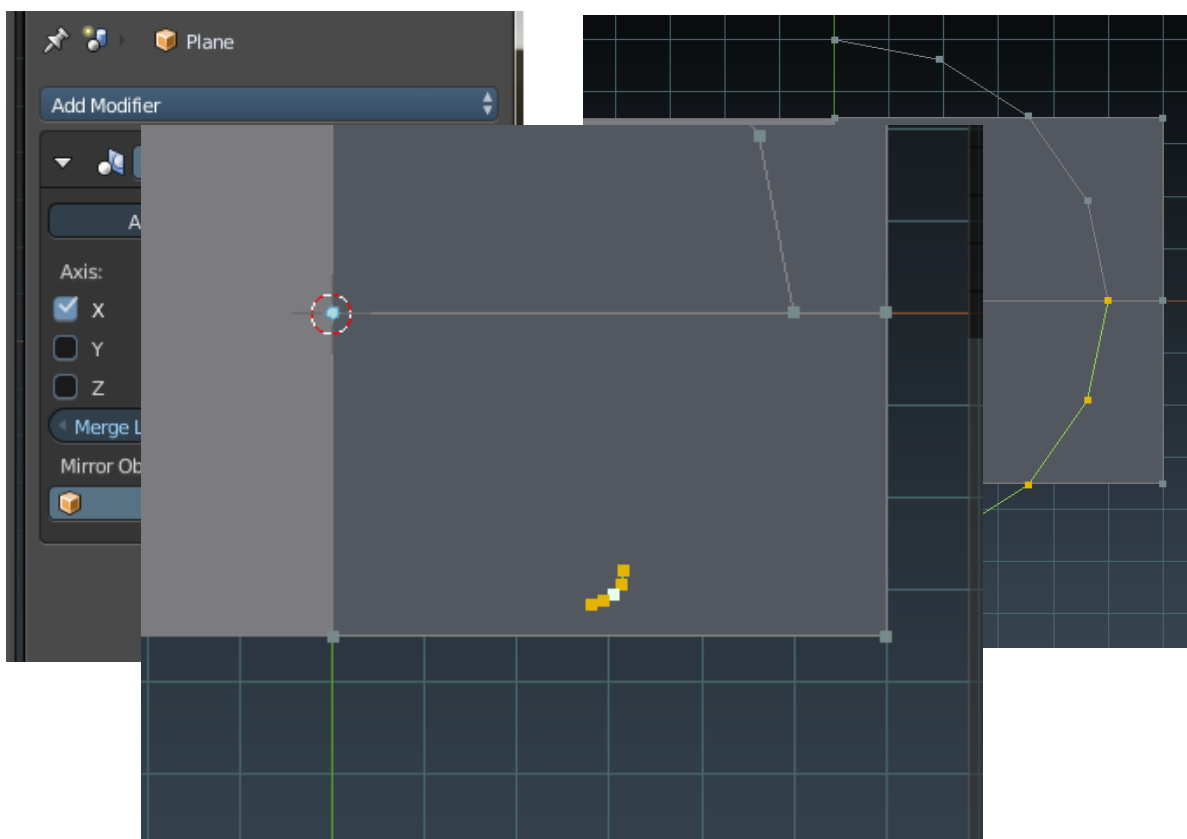 Plane
Add Modifier
A
Axis:
X
Y
Z
Merge L
Mirror Ob